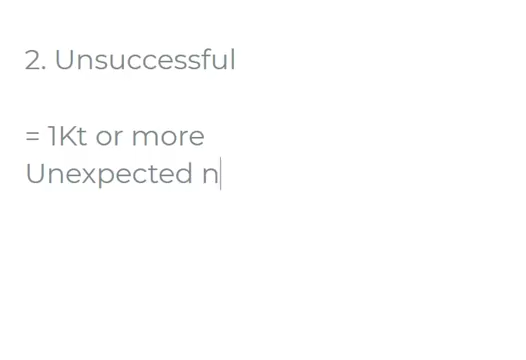 2. Unsuccessful
= 1Kt or more
Unexpected n